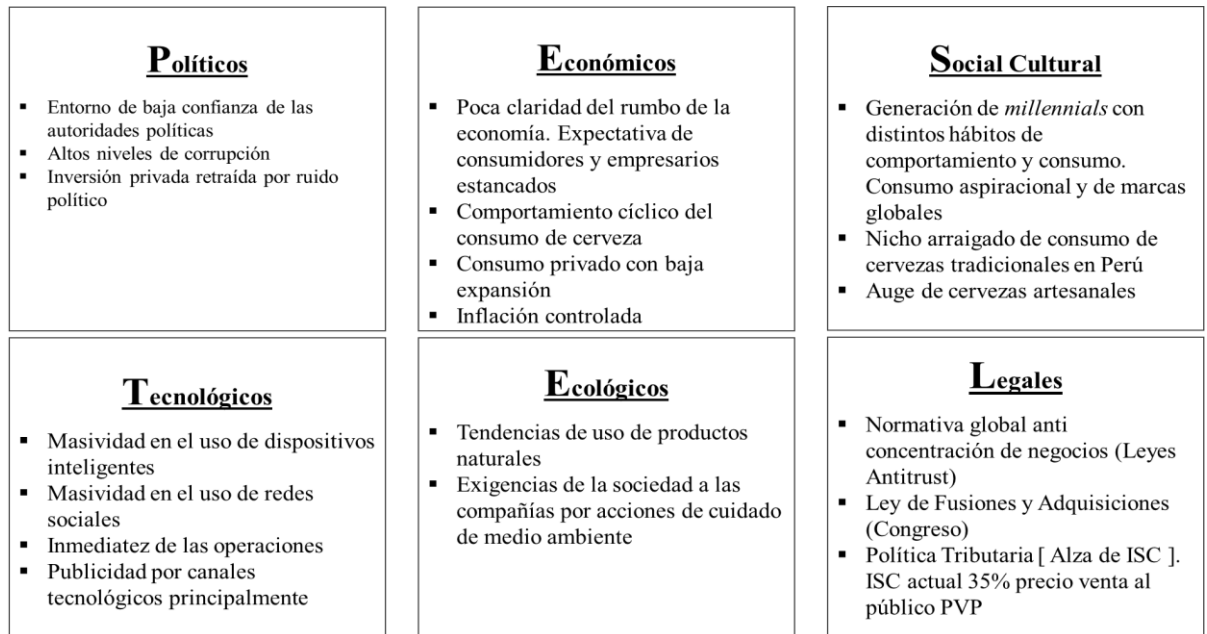 Políticos
▪ Entorno de baja confianza de las
autoridades políticas
▪ Altos niveles de corrupción
▪ Inversión privada retraída por ruido
político
Económicos
▪ Poca claridad del rumbo de la
economía. Expectativa de
consumidores y empresarios
estancados
▪ Comportamiento cíclico del
consumo de cerveza
▪ Consumo privado con baja
expansión
▪ Inflación controlada
Social Cultural
▪ Generación de millennials con
distintos hábitos de
comportamiento y consumo.
Consumo aspiracional y de marcas
globales
▪ Nicho arraigado de consumo de
cervezas tradicionales en Perú
▪ Auge de cervezas artesanales
Tecnológicos
▪ Masividad en el uso de dispositivos
inteligentes
▪ Masividad en el uso de redes
sociales
▪ Inmediatez de las operaciones
▪ Publicidad por canales
tecnológicos principalmente
Ecológicos
▪ Tendencias de uso de productos
naturales
▪ Exigencias de la sociedad a las
compañías por acciones de cuidado
de medio ambiente
Legales
▪ Normativa global anti
concentración de negocios (Leyes
Antitrust)
▪ Ley de Fusiones y Adquisiciones
(Congreso)
▪ Política Tributaria [ Alza de ISC ].
ISC actual 35% precio venta al
público PVP